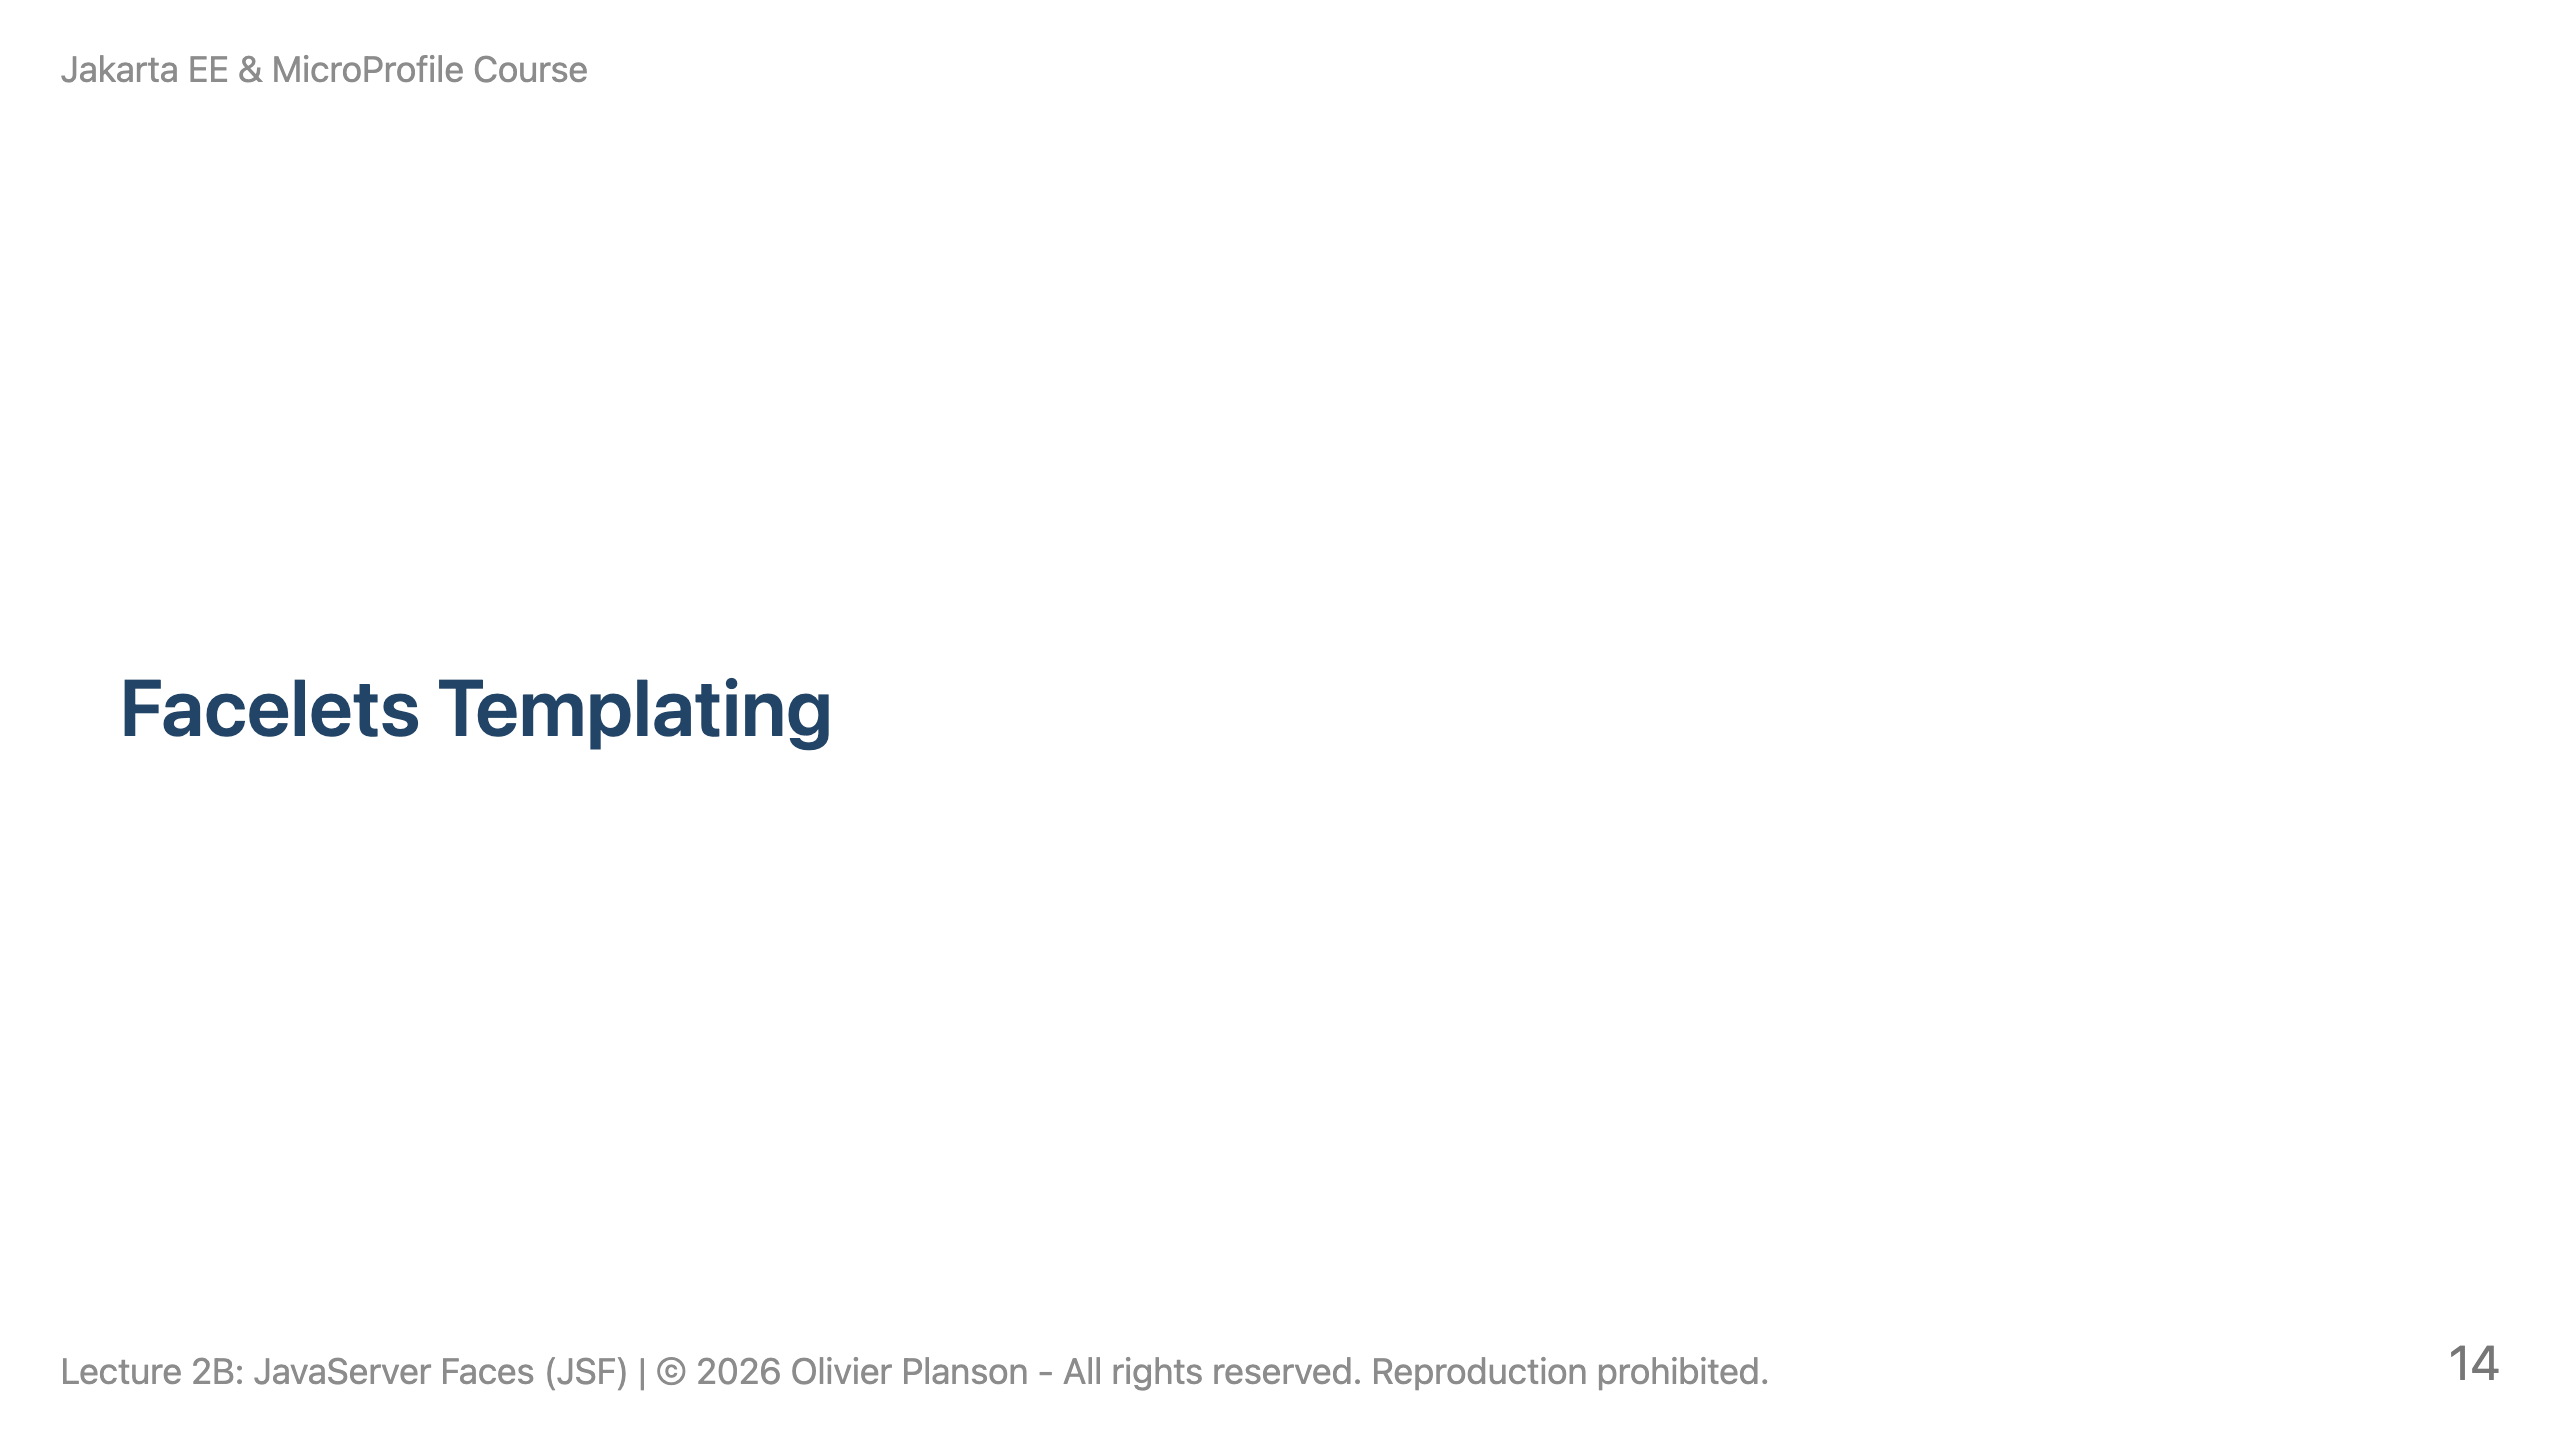 Jakarta EE & MicroProfile Course
Facelets Templating
Lecture 2B: JavaServer Faces (JSF) | © 2026 Olivier Planson - All rights reserved. Reproduction prohibited.
14